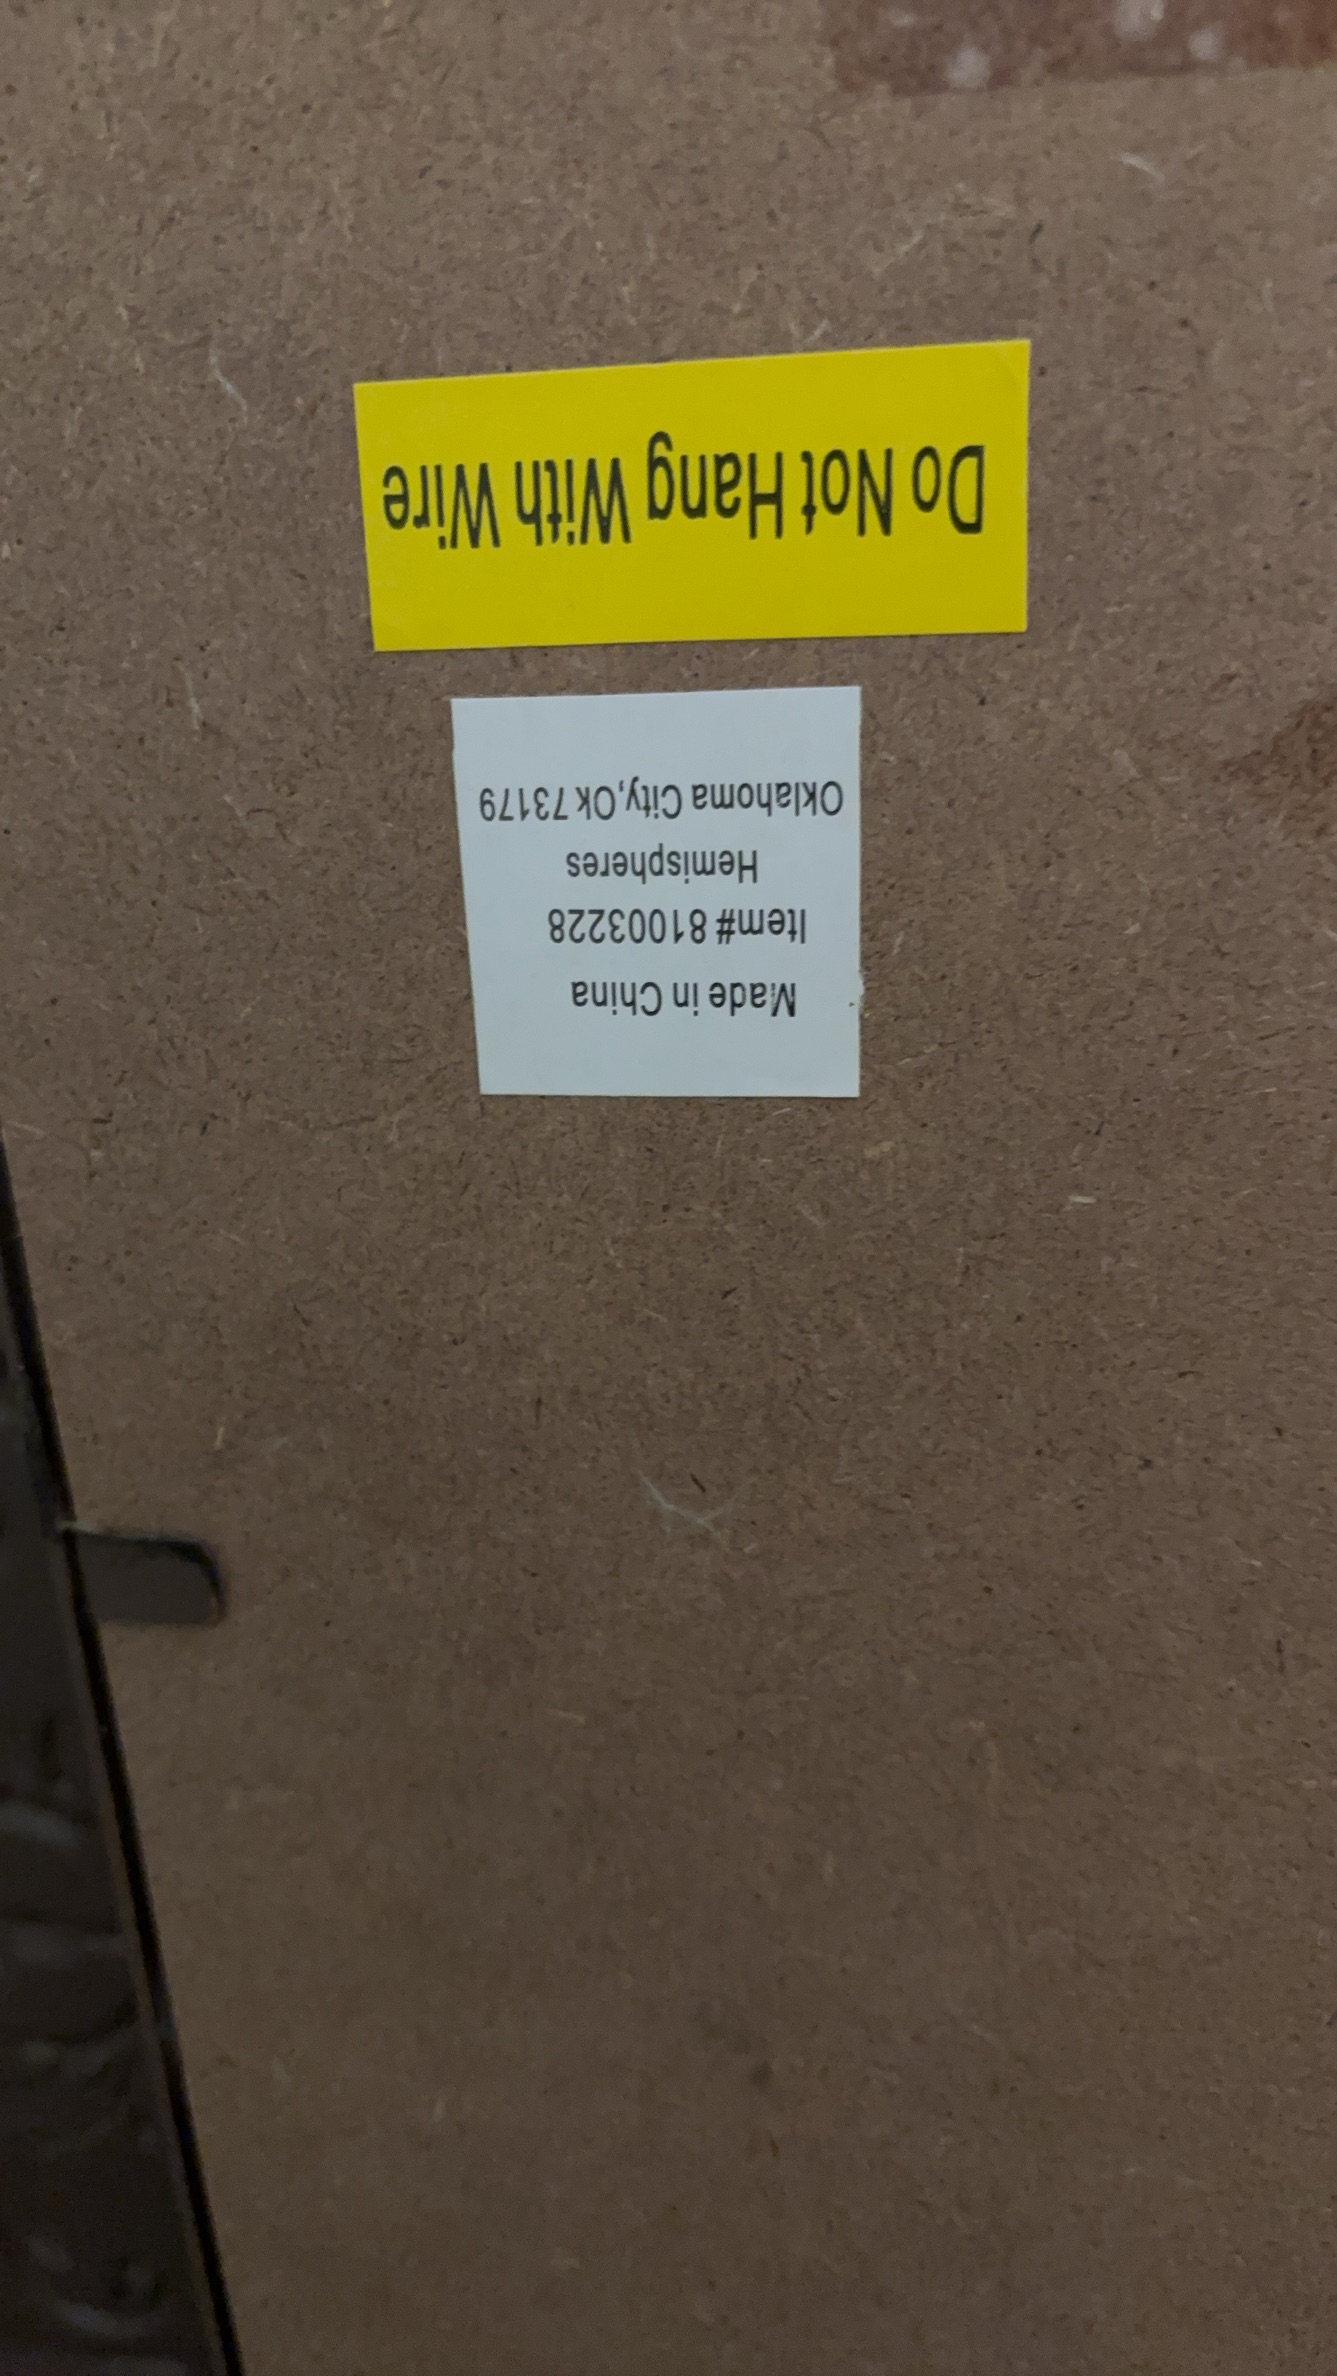 Made in China
Item# 81003228
Hemispheres
Oklahoma City,Ok 73179
Do Not Hang With Wire